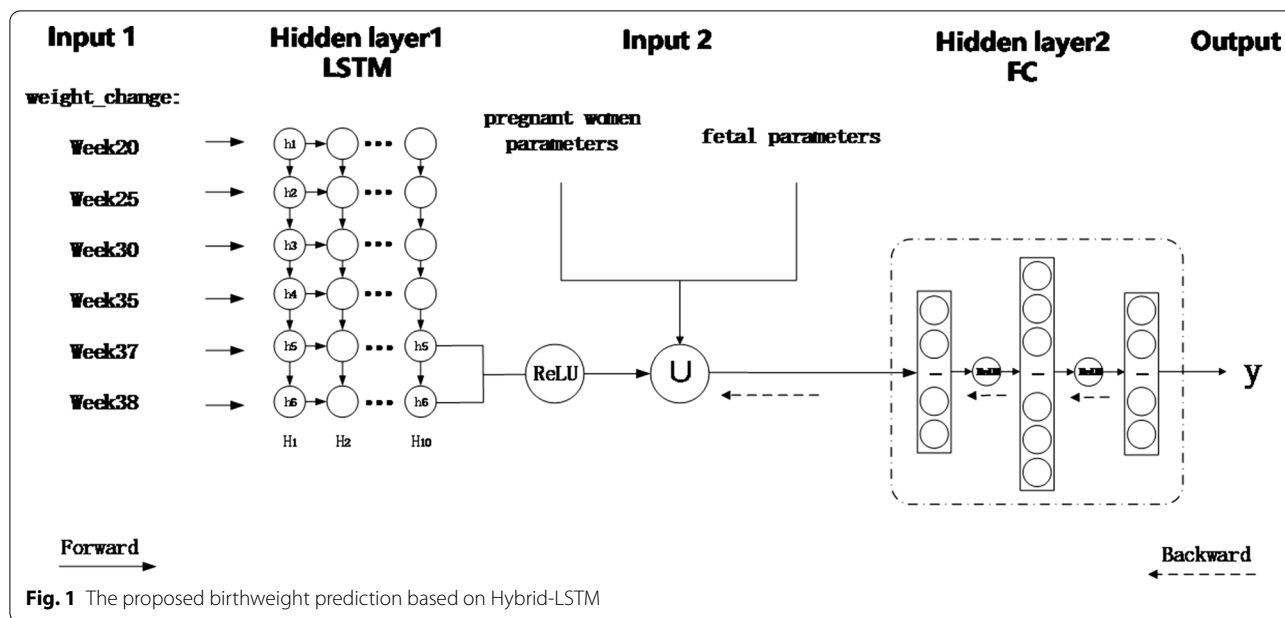 Input 1
Hidden layer1
LSTM
Input 2
Hidden layer2
FC
Output
weight_change:
Week20
Week25
Week30
Week35
Week37
Week38
h1
h2
h3
h4
h5
h6
h5
h6
H1
H2
H10
pregnant women
parameters
fetal parameters
ReLU
U
y
Forward
Backward
Fig. 1 The proposed birthweight prediction based on Hybrid-LSTM